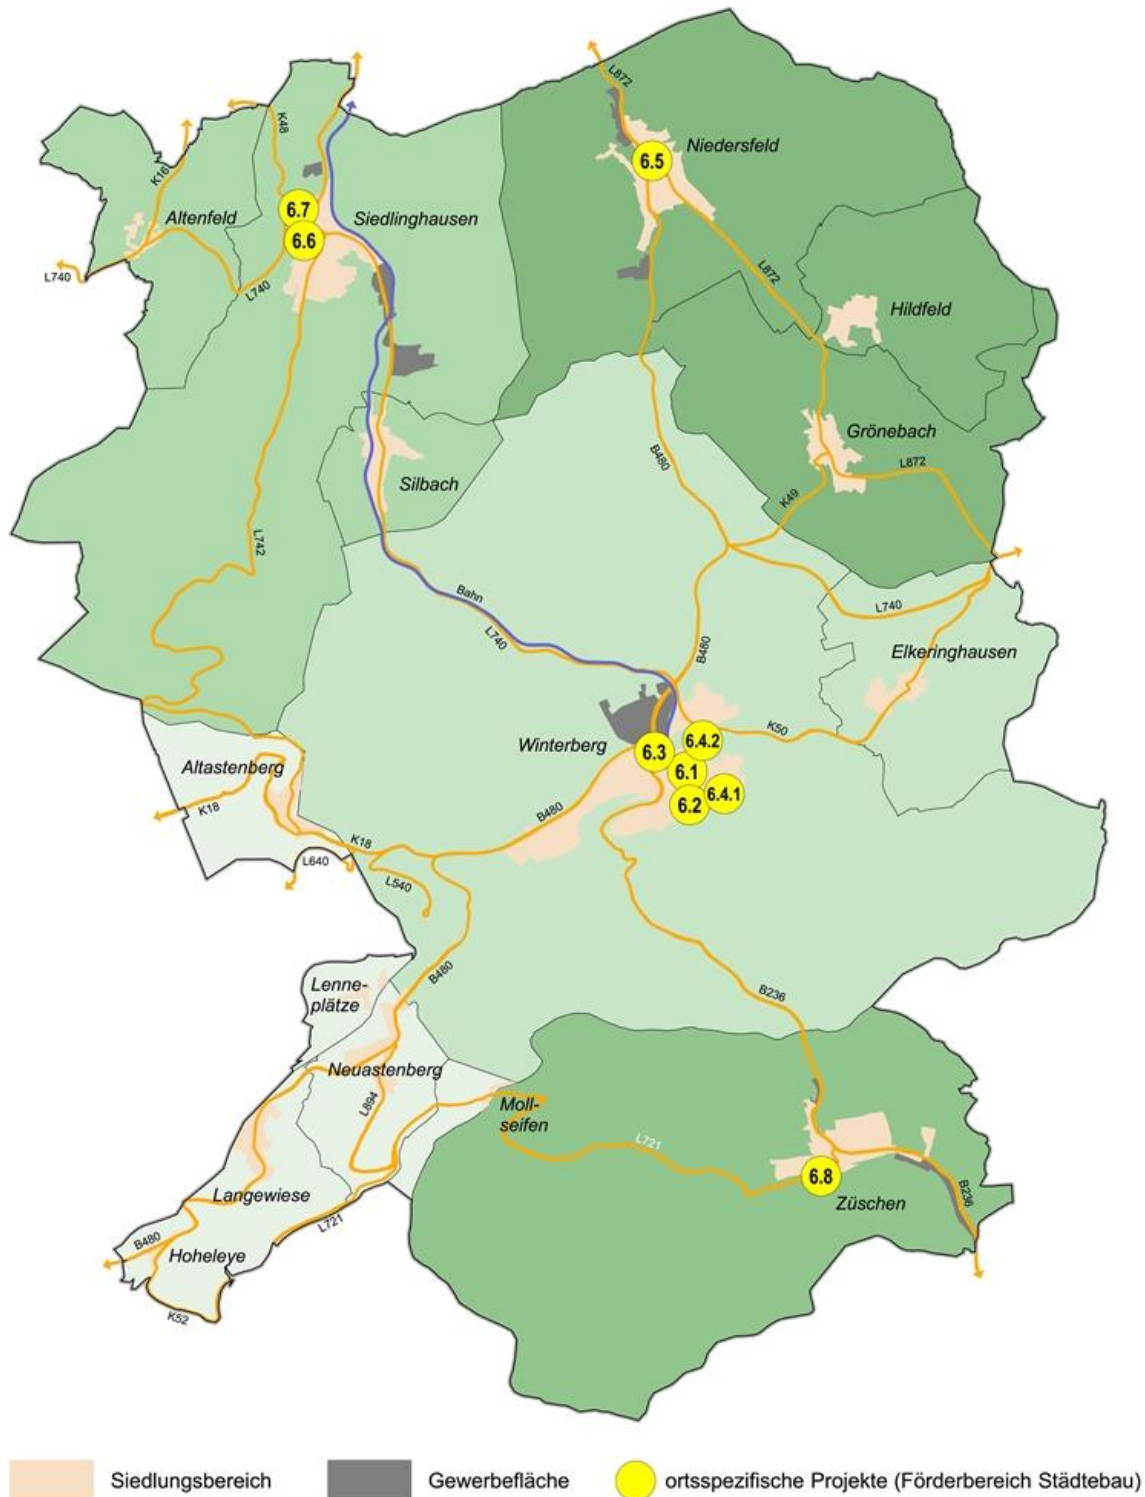 L872
Niedersfeld
6.5
K48
K16
Altenfeld
6.7
Siedlinghausen
6.6
L740
L740
L872
Hildfeld
Grönebach
B480
L872
Silbach
K49
L742
Bahn
L740
L740
B480
Elkeringhausen
K50
Winterberg
6.3
6.4.2
6.1
6.4.1
6.2
Altastenberg
K18
B480
K18
L640
L540
B480
Lenne-
plätze
B236
Neuastenberg
L894
Moll-
seifen
L721
6.8
B236
Züschen
Langewiese
L721
B480
Hoheleye
K52
Siedlungsbereich
Gewerbefläche
ortsspezifische Projekte (Förderbereich Städtebau)